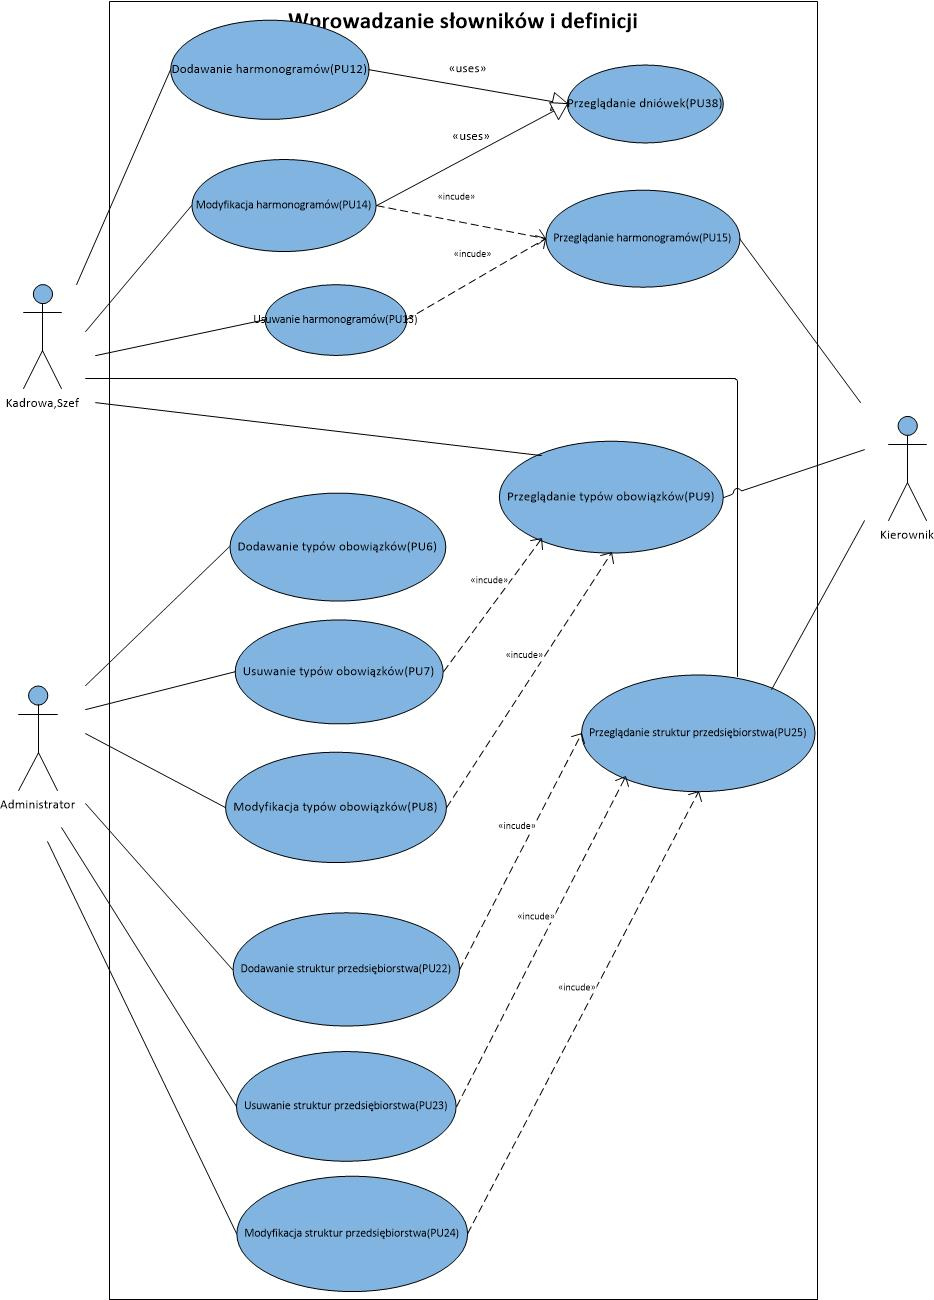 Wprowadzanie słowników i definicji
Dodawanie harmonogramów(PU12)
«uses»
Przeglądanie dniówek(PU38)
«uses»
Modyfikacja harmonogramów(PU14)
«incude»
Przeglądanie harmonogramów(PU15)
«incude»
Usuwanie harmonogramów(PU13)
Kadrowa,Szef
Przeglądanie typów obowiązków(PU9)
Kierownik
Dodawanie typów obowiązków(PU6)
«incude»
Usuwanie typów obowiązków(PU7)
«incude»
Przeglądanie struktur przedsiębiorstwa(PU25)
Administrator
Modyfikacja typów obowiązków(PU8)
«incude»
«incude»
Dodawanie struktur przedsiębiorstwa(PU22)
«incude»
Usuwanie struktur przedsiębiorstwa(PU23)
Modyfikacja struktur przedsiębiorstwa(PU24)